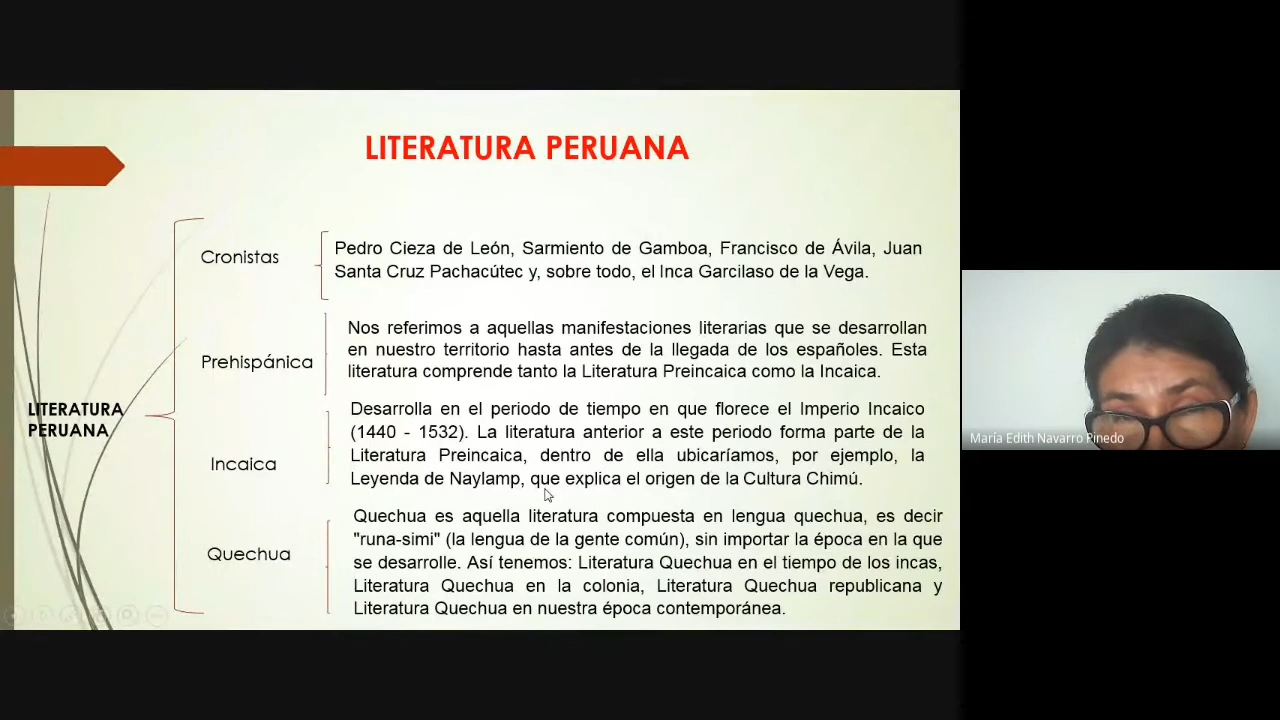 LITERATURA PERUANA
Cronistas
Pedro Cieza de León, Sarmiento de Gamboa, Francisco de Ávila, Juan
Santa Cruz Pachacútec y, sobre todo, el Inca Garcilaso de la Vega.
Prehispánica
Nos referimos a aquellas manifestaciones literarias que se desarrollan
en nuestro territorio hasta antes de la llegada de los españoles. Esta
literatura comprende tanto la Literatura Preincaica como la Incaica.
LITERATURA
PERUANA
Incaica
Desarrolla en el periodo de tiempo en que florece el Imperio Incaico
(1440 - 1532). La literatura anterior a este periodo forma parte de la
Literatura Preincaica, dentro de ella ubicaríamos, por ejemplo, la
Leyenda de Naylamp, que explica el origen de la Cultura Chimú.
Quechua
Quechua es aquella literatura compuesta en lengua quechua, es decir
"runa-simi" (la lengua de la gente común), sin importar la época en la que
se desarrolle. Así tenemos: Literatura Quechua en el tiempo de los incas,
Literatura Quechua en la colonia, Literatura Quechua republicana y
Literatura Quechua en nuestra época contemporánea.
María Edith Navarro Pinedo